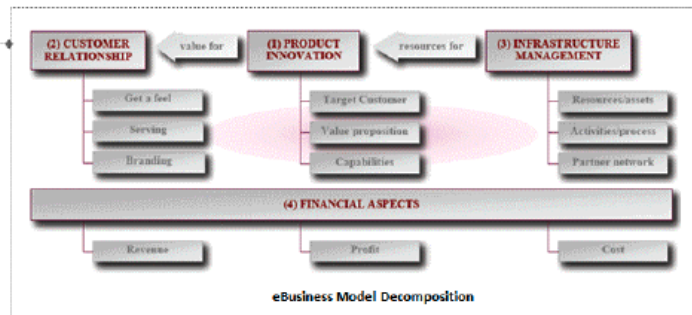 (2) CUSTOMER
RELATIONSHIP
value for
(1) PRODUCT
INNOVATION
resources for
(3) INFRASTRUCTURE
MANAGEMENT
Get a feel
Target Customer
Resources/assets
Serving
Value proposition
Activities/process
Branding
Capabilities
Partner network
(4) FINANCIAL ASPECTS
Revenue
Profit
Cost
eBusiness Model Decomposition